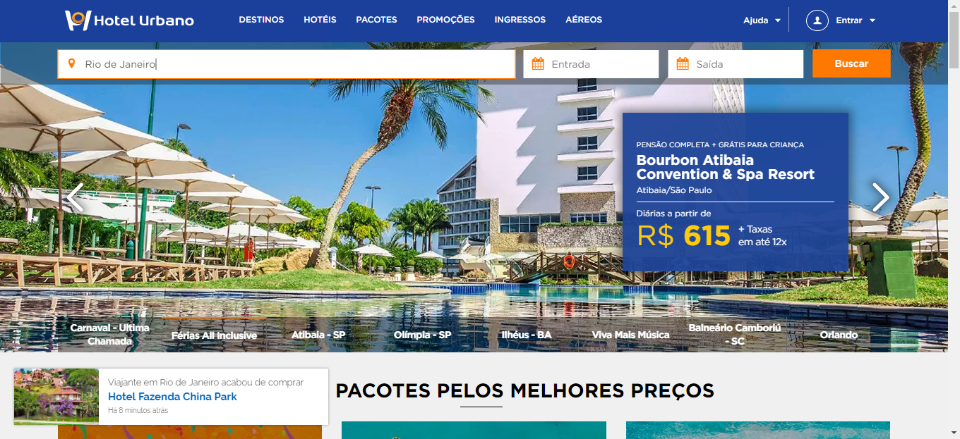 Hotel Urbano
DESTINOS HOTÉIS PACOTES PROMOÇÕES INGRESSOS AÉREOS
Ajuda Entrar
Rio de Janeiro Entrada Saída Buscar
PENSÃO COMPLETA + GRÁTIS PARA CRIANÇA
Bourbon Atibaia
Convention & Spa Resort
Atibaia/São Paulo
Diárias a partir de
R$ 615 + Taxas
em até 12x
Carnaval - Ultima
Chamada
Férias All Inclusive
Atibaia - SP
Olímpia - SP
Ilhéus - BA
Viva Mais Música
Balneário Camboriú
- SC
Orlando
Viajante em Rio de Janeiro acabou de comprar
Hotel Fazenda China Park
Há 8 minutos atrás
PACOTES PELOS MELHORES PREÇOS